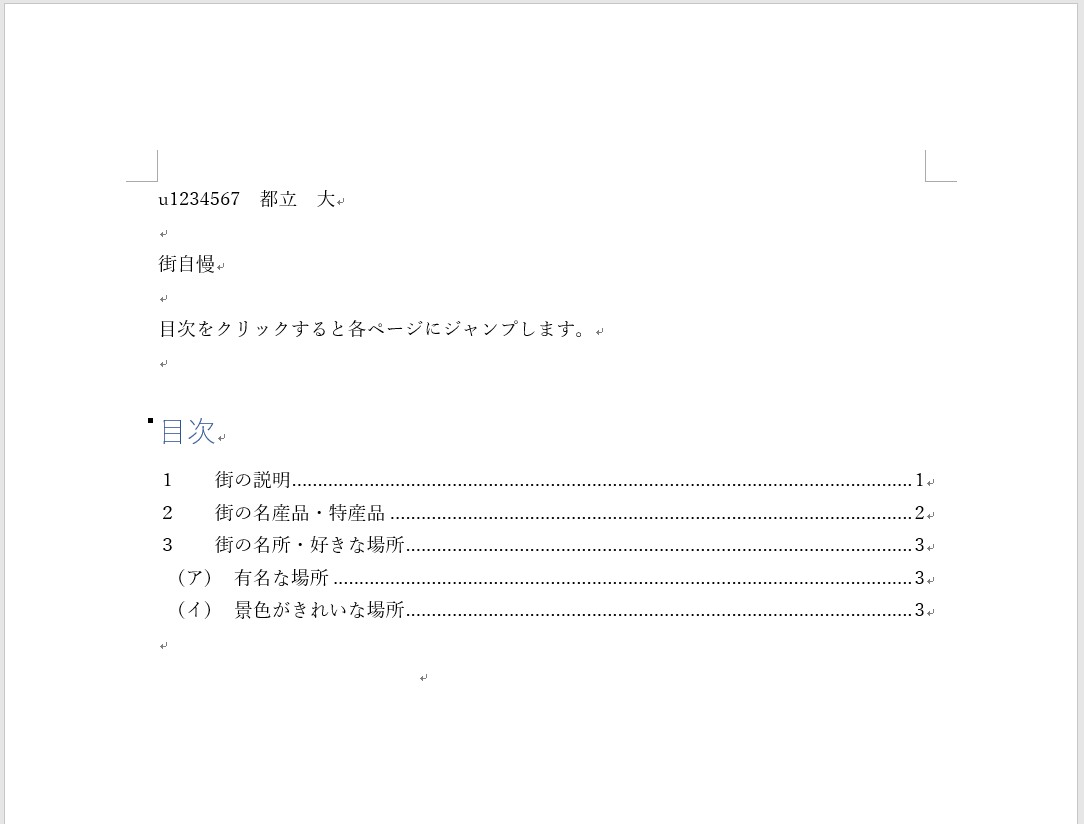 u1234567　都立　大
街自慢
目次をクリックすると各ページにジャンプします。
目次
1　街の説明........................................1
2　街の名産品・特産品........................................2
3　街の名所・好きな場所........................................3
（ア）　有名な場所........................................3
（イ）　景色がきれいな場所........................................3